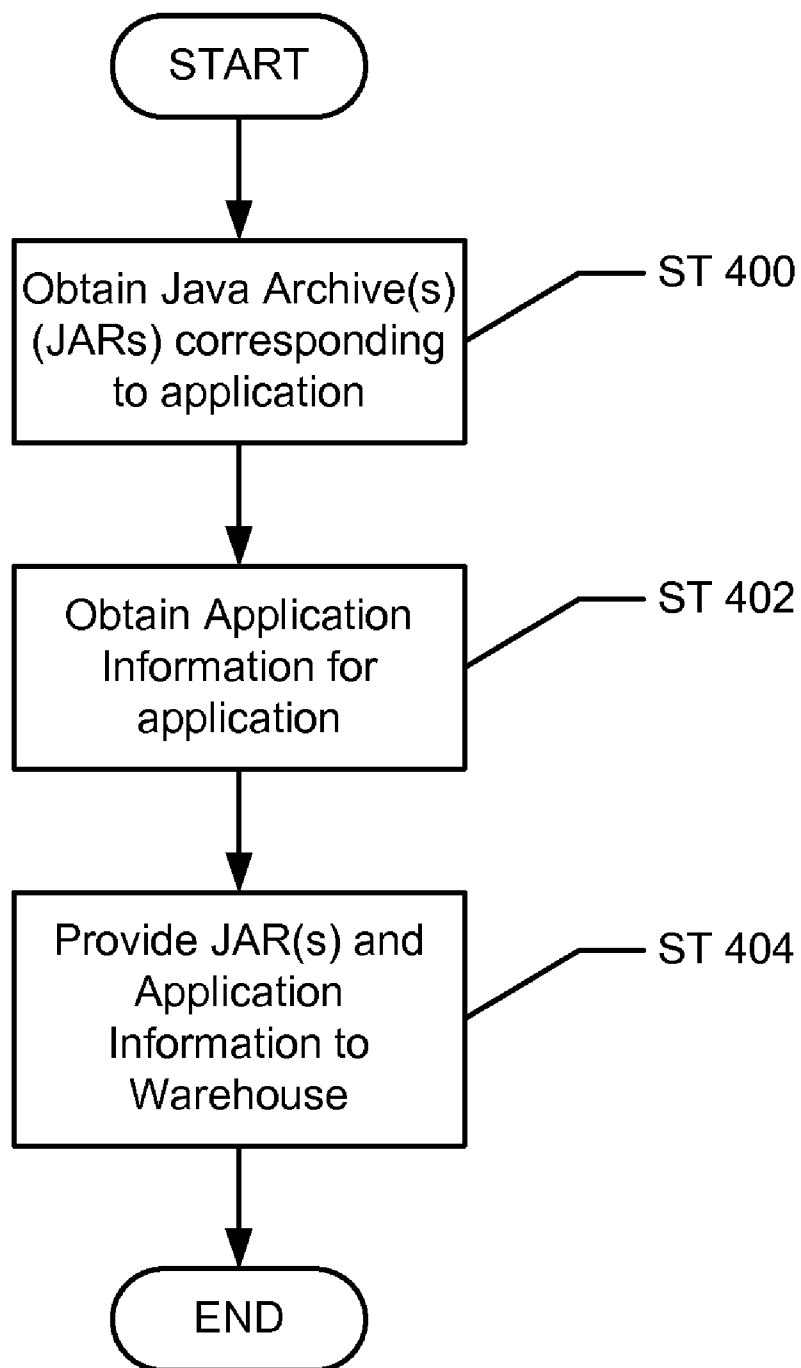 START
Obtain Java Archive(s)
(JARs) corresponding
to application
ST 400
Obtain Application
Information for
application
ST 402
Provide JAR(s) and
Application
Information to
Warehouse
ST 404
END